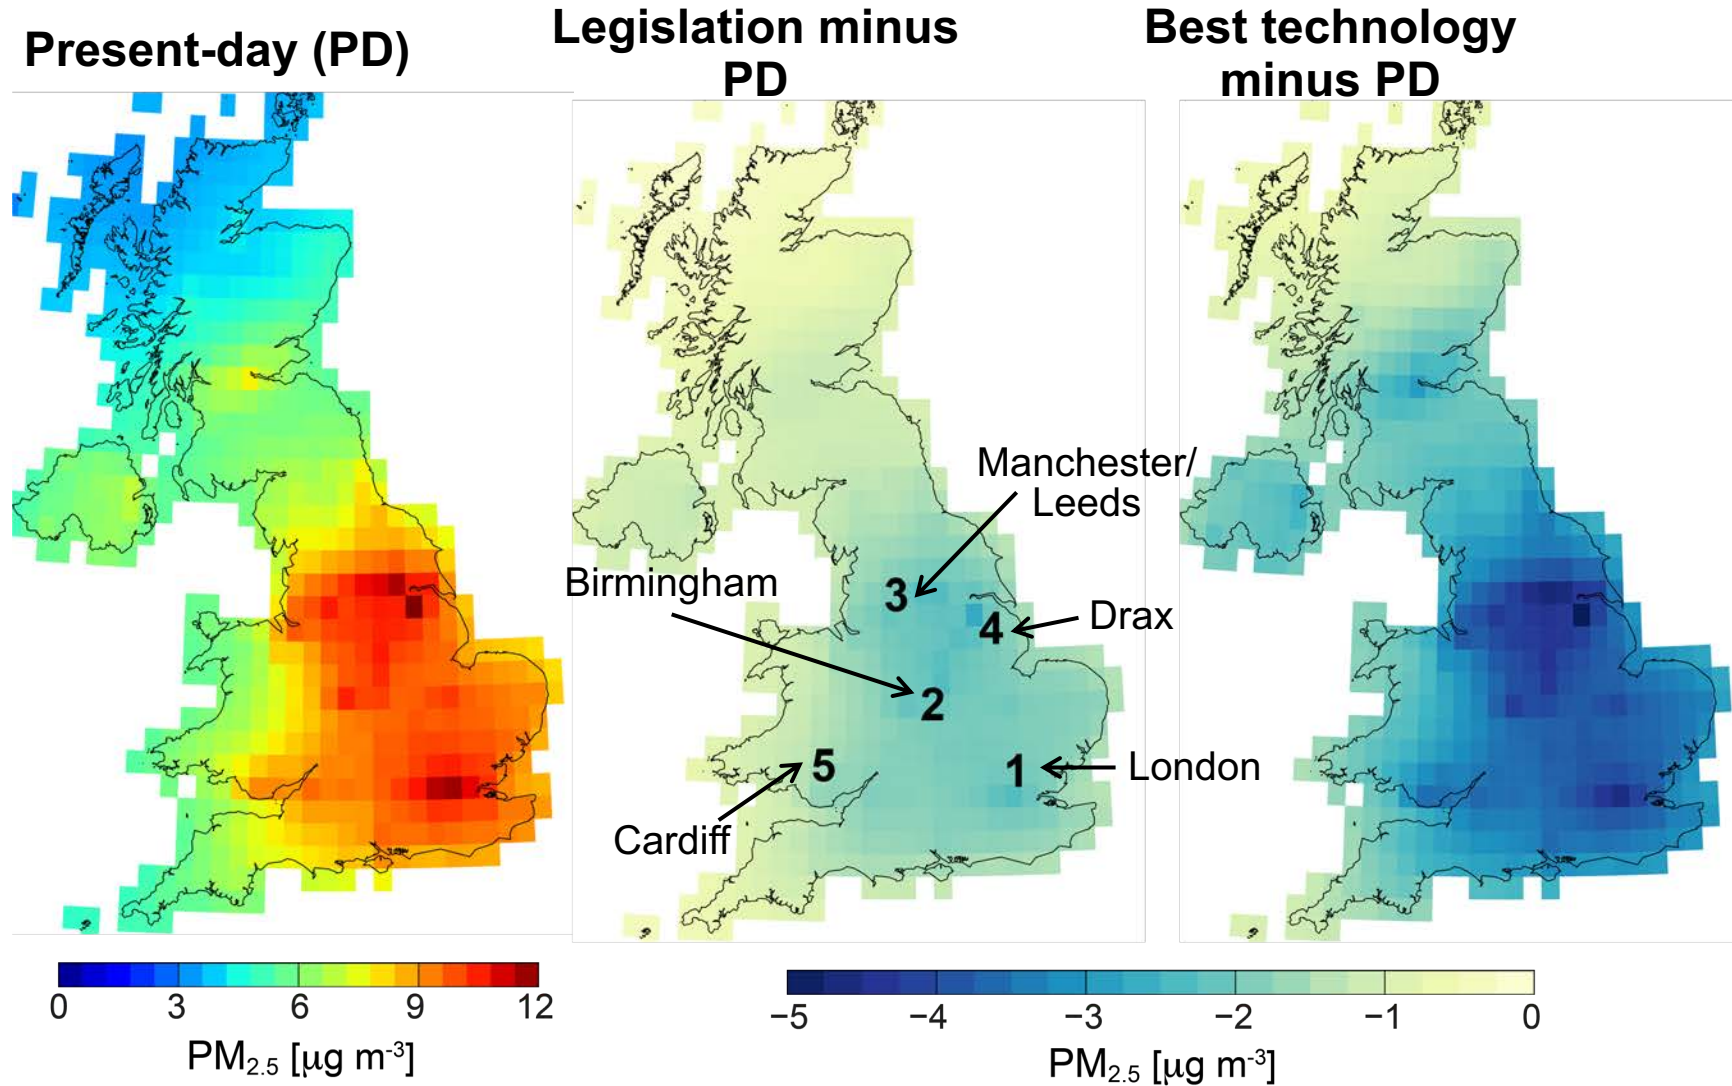 Present-day (PD)
Legislation minus
PD
Best technology
minus PD
Manchester/
Leeds
Birmingham
3
Drax
4
2
5
1
London
Cardiff
0 3 6 9 12
PM2.5 [μg m-3]
−5 −4 −3 −2 −1 0
PM2.5 [μg m-3]